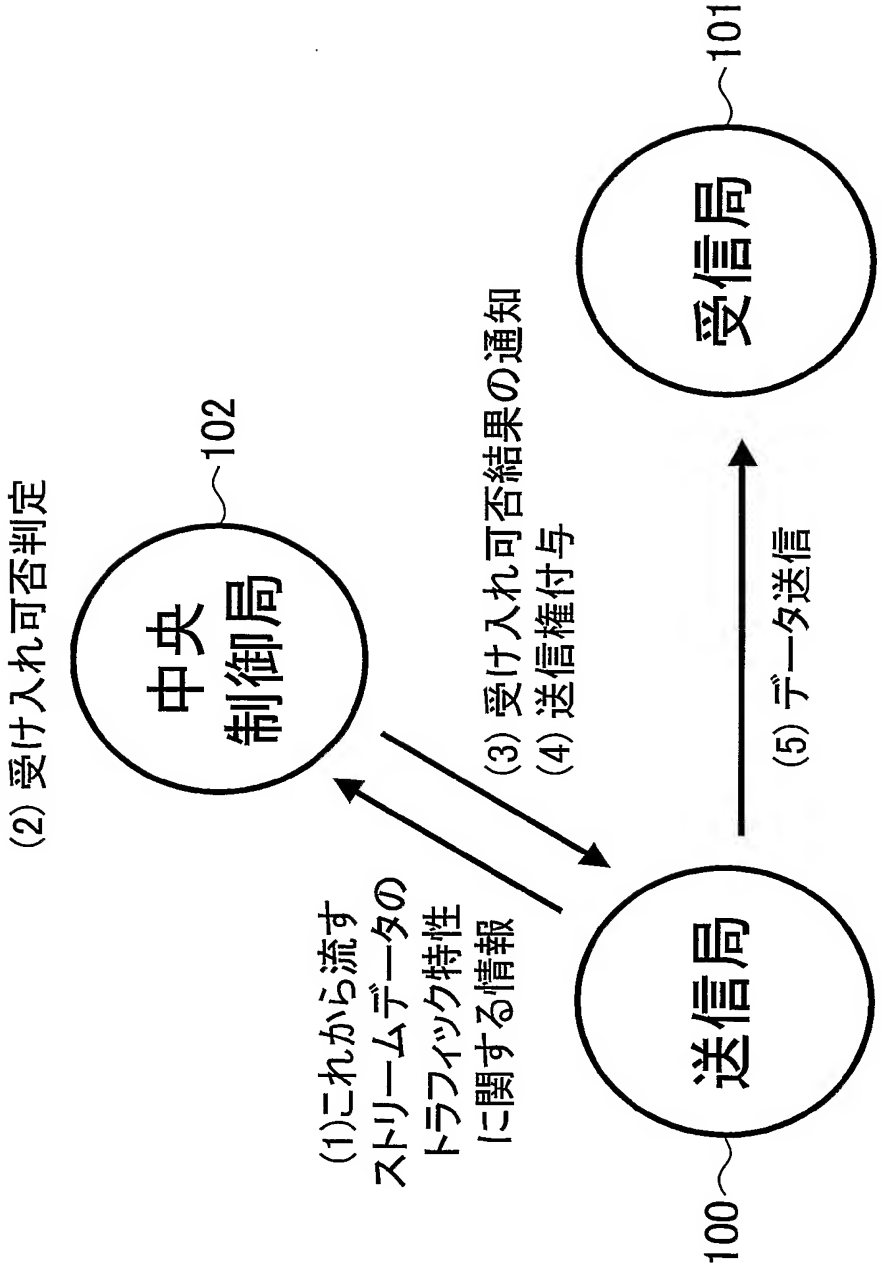 (2) 受け入れ可否判定
中央
制御局
102
(1)これから流す
ストリームデータの
トラフィック特性
に関する情報
(3) 受け入れ可否結果の通知
(4) 送信権付与
送信局
100
(5) データ送信
受信局
101